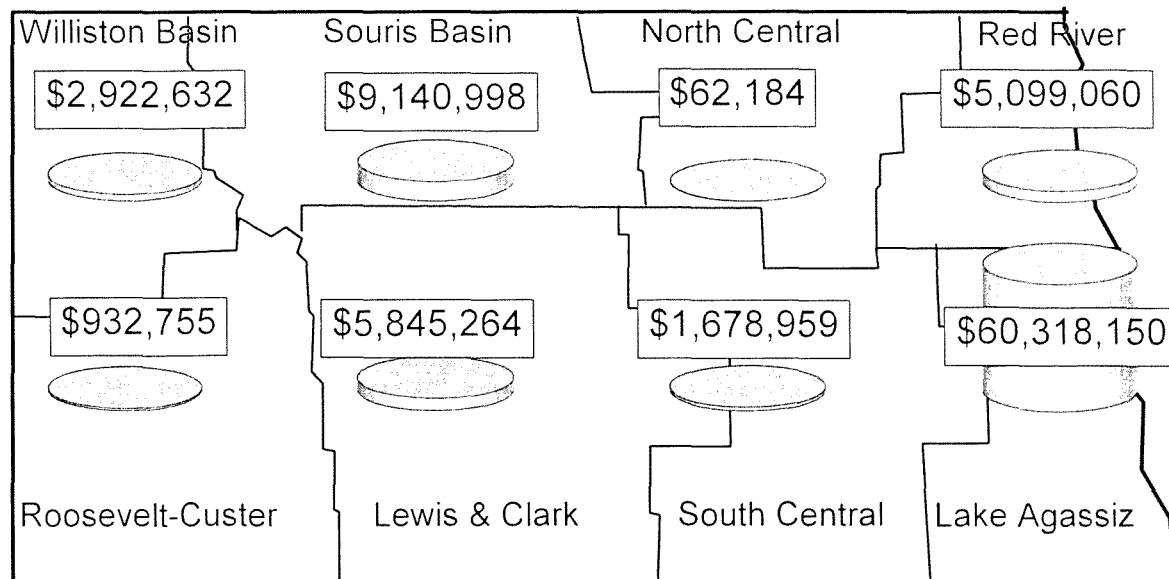 Williston Basin Souris Basin North Central Red River
$2,922,632 $9,140,998 $62,184 $5,099,060
$932,755 $5,845,264 $1,678,959 $60,318,150
Roosevelt-Custer Lewis & Clark South Central Lake Agassiz